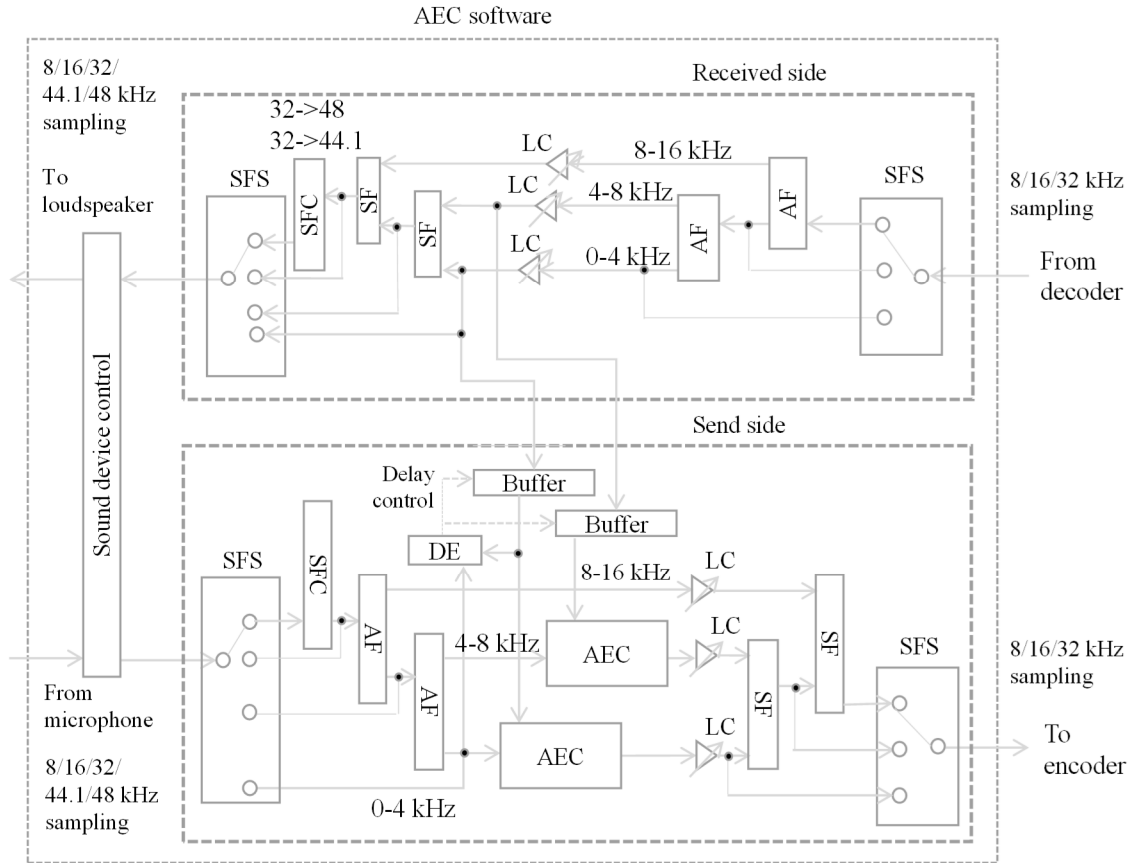 AEC software
8/16/32/
44.1/48 kHz
sampling
Received side
32->48
32->44.1
LC
8-16 kHz
To
loudspeaker
SFS
SFC
SF
SF
LC
4-8 kHz
LC
0-4 kHz
AF
AF
SFS
8/16/32 kHz
sampling
From
decoder
Sound device control
Send side
Delay
control
Buffer
Buffer
DE
SFS
SFC
AF
8-16 kHz
LC
4-8 kHz
AF
AEC
LC
SF
SF
SFS
8/16/32 kHz
sampling
From
microphone
AEC
LC
To
encoder
8/16/32/
44.1/48 kHz
sampling
0-4 kHz